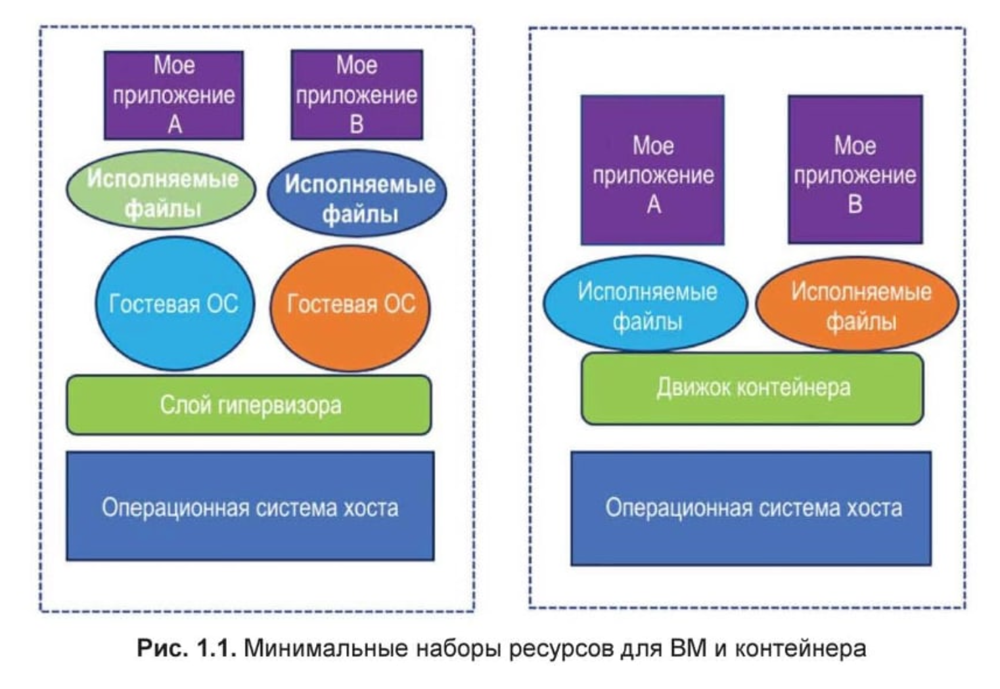 Мое
приложение
А
Мое
приложение
В
Исполняемые
файлы
Исполняемые
файлы
Гостевая ОС
Гостевая ОС
Слой гипервизора
Операционная система хоста
Мое
приложение
А
Мое
приложение
В
Исполняемые
файлы
Исполняемые
файлы
Движок контейнера
Операционная система хоста
Рис. 1.1. Минимальные наборы ресурсов для ВМ и контейнера